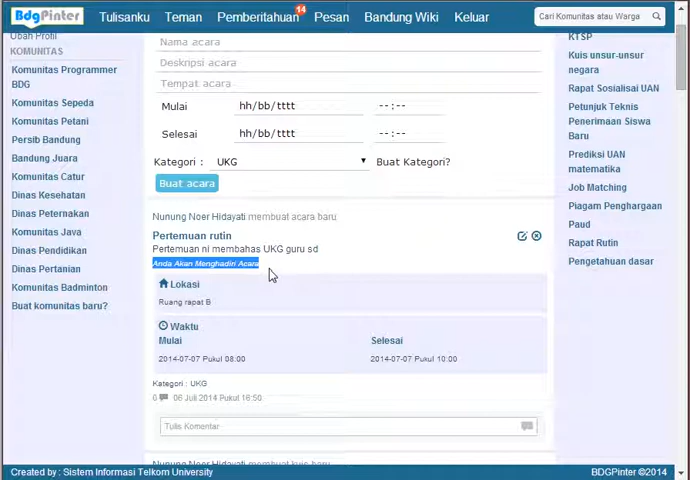 BdgPinter
Tulisanku
Teman
Pemberitahuan
14
Pesan
Bandung Wiki
Keluar
Cari Komunitas atau Warga
Ubah Profil
KOMUNITAS
Komunitas Programmer
BDG
Komunitas Sepeda
Komunitas Petani
Persib Bandung
Bandung Juara
Komunitas Catur
Dinas Kesehatan
Dinas Peternakan
Komunitas Jawa
Dinas Pendidikan
Dinas Pertanian
Komunitas Badminton
Buat komunitas baru?
Nama acara
Deskripsi acara
Tempat acara
Mulai
hh/bb/tttt
--:--
Selesai
hh/bb/tttt
--:--
Kategori :
UKG
Buat Kategori?
Buat acara
Nunung Noer Hidayati membuat acara baru
Pertemuan rutin
Pertemuan ni membahas UKG guru sd
Anda Akan Menghadiri Acara
Lokasi
Ruang rapat B
Waktu
Mulai
Selesai
2014-07-07 Pukul 08:00
2014-07-07 Pukul 10:00
Kategori : UKG
0
06 Juli 2014 Pukul 16:50
Tulis Komentar
Nunung Noer Hidayati membuat kuis baru
KTSP
Kuis unsur-unsur
negara
Rapat Sosialisai UAN
Petunjuk Teknis
Penerimaan Siswa
Baru
Prediksi UAN
matematika
Job Matching
Piagam Penghargaan
Paud
Rapat Rutin
Pengetahuan dasar
Created by : Sistem Informasi Telkom University
BDGPinter ©2014